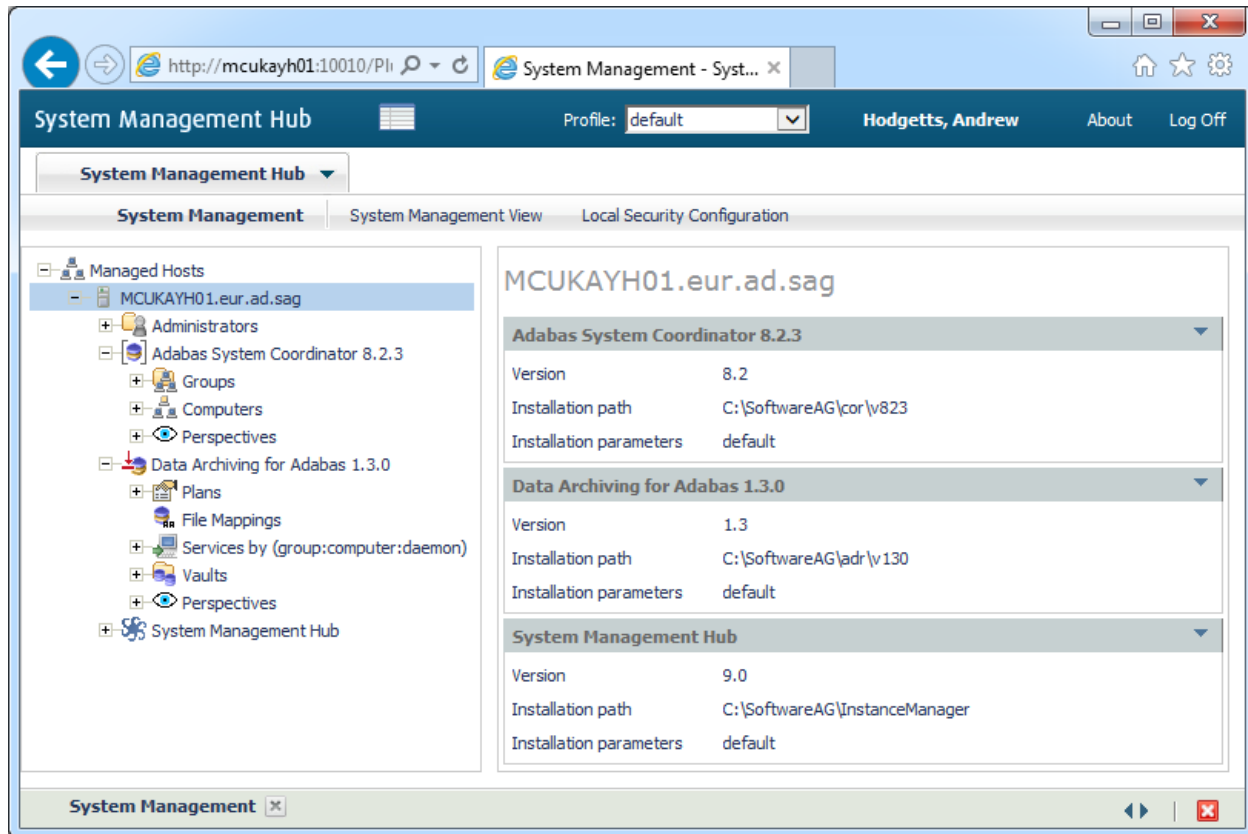 http://mcukayh01:10010/Pl
System Management - Syst...
System Management Hub
Profile: default
Hodgetts, Andrew
About
Log Off
System Management Hub
System Management
System Management View
Local Security Configuration
Managed Hosts
MCUKAYH01.eur.ad.sag
Administrators
Adabas System Coordinator 8.2.3
Groups
Computers
Perspectives
Data Archiving for Adabas 1.3.0
Plans
File Mappings
Services by (group:computer:daemon)
Vaults
Perspectives
System Management Hub
MCUKAYH01.eur.ad.sag
Adabas System Coordinator 8.2.3
Version 8.2
Installation path C:\SoftwareAG\cor\v823
Installation parameters default
Data Archiving for Adabas 1.3.0
Version 1.3
Installation path C:\SoftwareAG\adr\v130
Installation parameters default
System Management Hub
Version 9.0
Installation path C:\SoftwareAG\InstanceManager
Installation parameters default
System Management